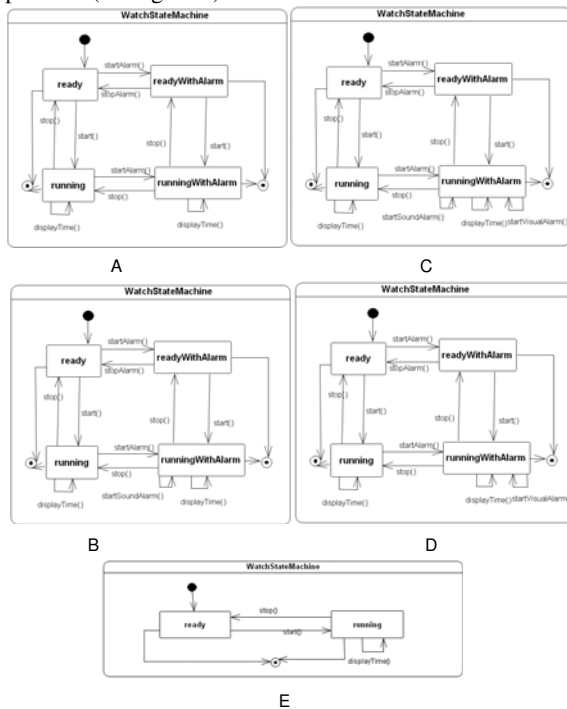 WatchStateMachine
startAlarm()
ready
readyWithAlarm
stopAlarm()
stop()
start()
stop()
start()
startAlarm()
running
runningWithAlarm
stop()
displayTime()
displayTime()
A
WatchStateMachine
startAlarm()
ready
readyWithAlarm
stopAlarm()
stop()
start()
stop()
start()
startAlarm()
running
runningWithAlarm
stop()
startSoundAlarm()
displayTime()
displayTime()
startVisualAlarm()
C
WatchStateMachine
startAlarm()
ready
readyWithAlarm
stopAlarm()
stop()
start()
stop()
start()
startAlarm()
running
runningWithAlarm
stop()
displayTime()
startSoundAlarm()
displayTime()
B
WatchStateMachine
startAlarm()
ready
readyWithAlarm
stopAlarm()
stop()
start()
stop()
start()
startAlarm()
running
runningWithAlarm
stop()
displayTime()
displayTime()
startVisualAlarm()
D
WatchStateMachine
stop()
ready
running
start()
displayTime()
E